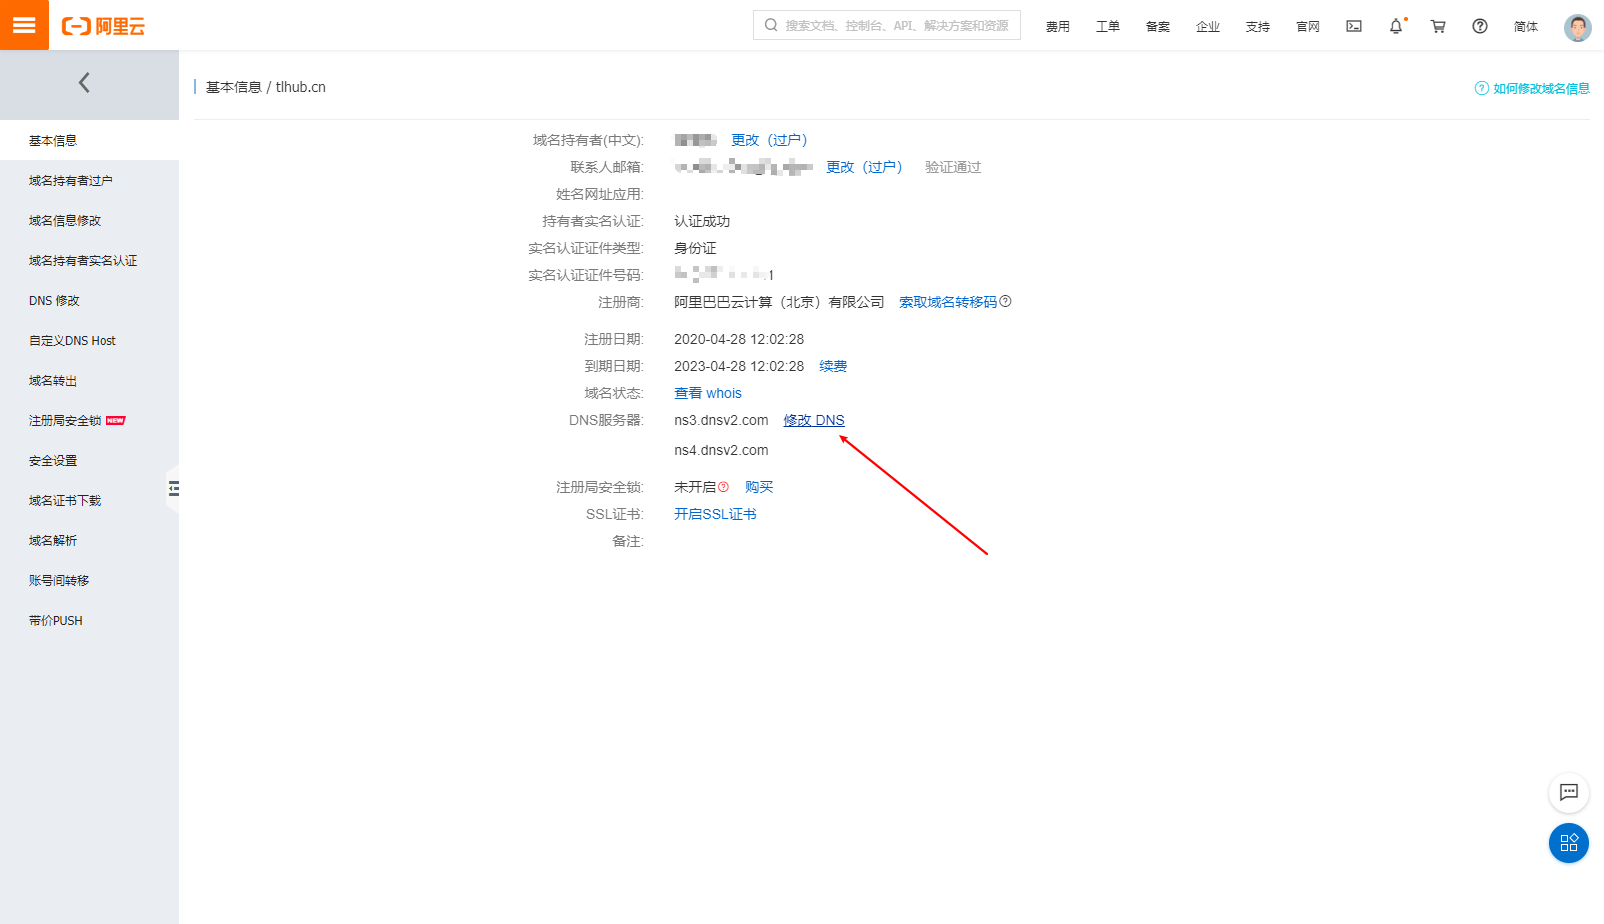 阿里云
搜索文档、控制台、API、解决方案和资源
费用 工单 备案 企业 支持 官网 简体
基本信息 / tlhub.cn
如何修改域名信息
基本信息
域名持有者过户
域名信息修改
域名持有者实名认证
DNS 修改
自定义DNS Host
域名转出
注册局安全锁 NEW
安全设置
域名证书下载
域名解析
账号间转移
带价PUSH
域名持有者(中文): 更改（过户）
联系人邮箱: 更改（过户） 验证通过
姓名网址应用:
持有者实名认证: 认证成功
实名认证证件类型: 身份证
实名认证证件号码: 1
注册商: 阿里巴巴云计算（北京）有限公司 索取域名转移码
注册日期: 2020-04-28 12:02:28
到期日期: 2023-04-28 12:02:28 续费
域名状态: 查看 whois
DNS服务器: ns3.dnsv2.com 修改 DNS
ns4.dnsv2.com
注册局安全锁: 未开启 购买
SSL证书: 开启SSL证书
备注: